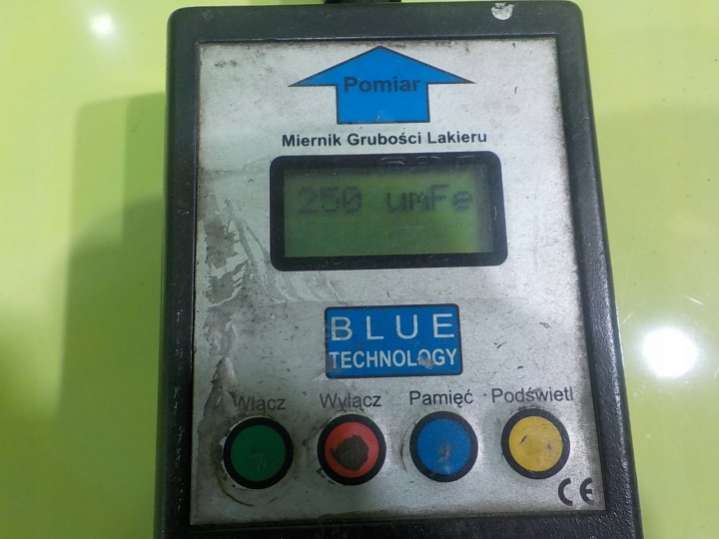 Pomiar
Miernik Grubości Lakieru
250 umFe
BLUE
TECHNOLOGY
Włącz Wyłącz Pamięć Podświetl
CE